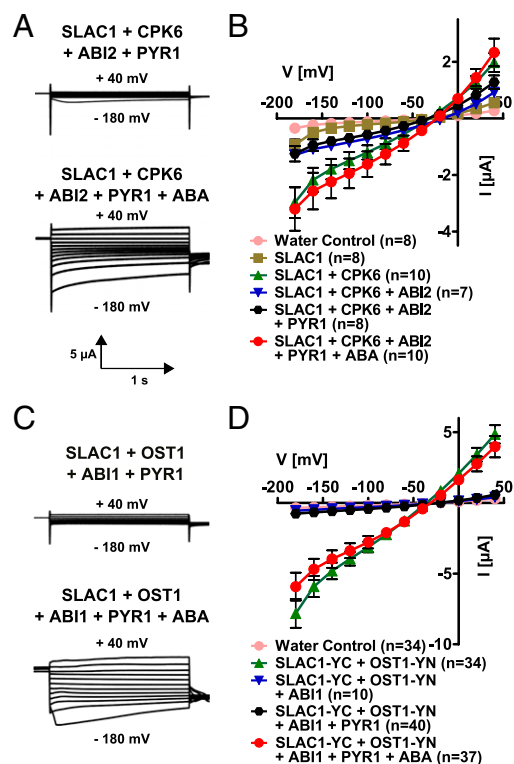 A
SLAC1 + CPK6
+ ABI2 + PYR1
+ 40 mV
- 180 mV
SLAC1 + CPK6
+ ABI2 + PYR1 + ABA
+ 40 mV
- 180 mV
5 µA
1 s
B
V [mV]
-200 -150 -100 -50 50
2
-2
-4
I [µA]
Water Control (n=8)
SLAC1 (n=8)
SLAC1 + CPK6 (n=10)
SLAC1 + CPK6 + ABI2 (n=7)
SLAC1 + CPK6 + ABI2
+ PYR1 (n=8)
SLAC1 + CPK6 + ABI2
+ PYR1 + ABA (n=10)
C
SLAC1 + OST1
+ ABI1 + PYR1
+ 40 mV
- 180 mV
SLAC1 + OST1
+ ABI1 + PYR1 + ABA
+ 40 mV
- 180 mV
D
V [mV]
-200 -150 -100 -50 50
5
-5
-10
I [µA]
Water Control (n=34)
SLAC1-YC + OST1-YN (n=34)
SLAC1-YC + OST1-YN
+ ABI1 (n=10)
SLAC1-YC + OST1-YN
+ ABI1 + PYR1 (n=40)
SLAC1-YC + OST1-YN
+ ABI1 + PYR1 + ABA (n=37)